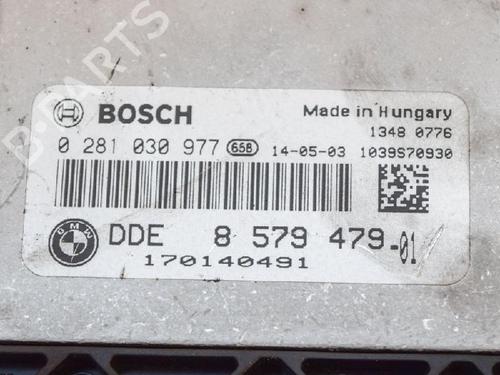 B-PARTS
BOSCH
Made in Hungary
1348 0776
0 281 030 977 658 14-05-03 1039S70930
BMW DDE 8 579 479-01
170140491